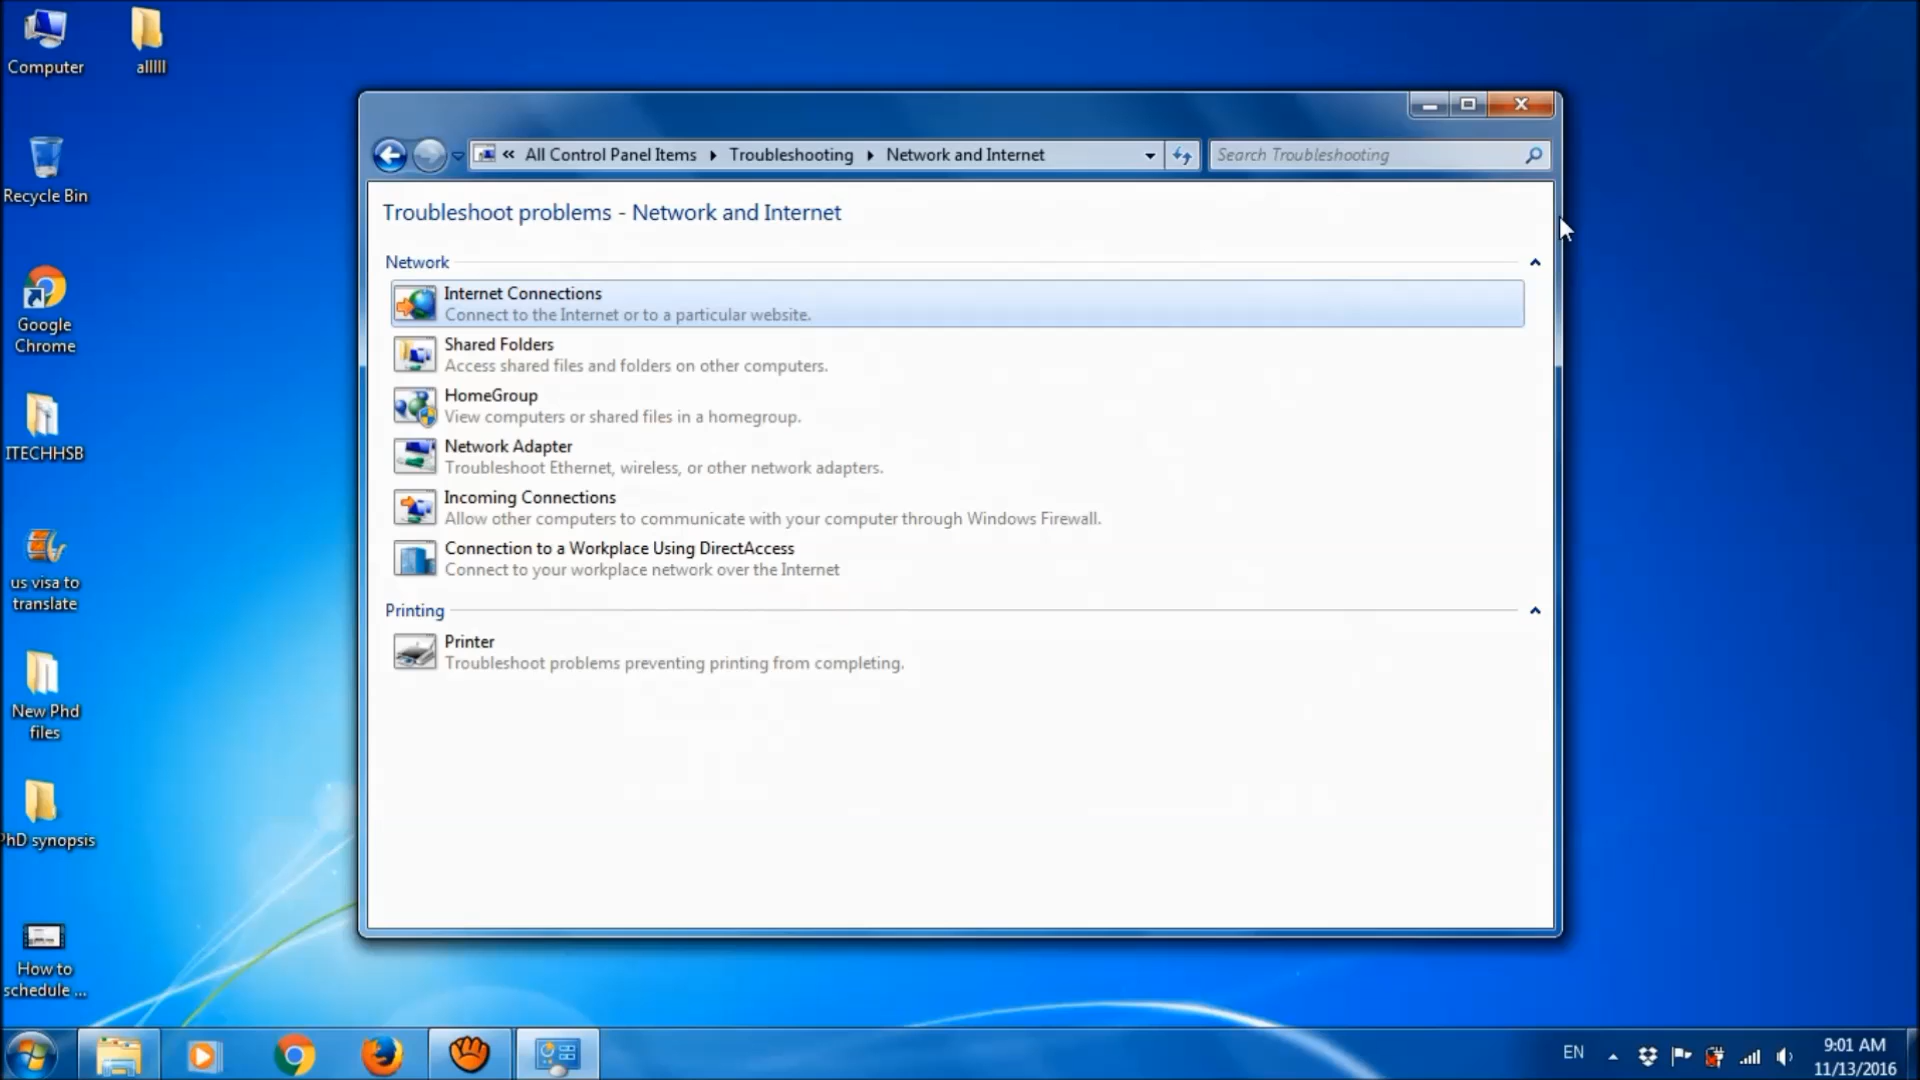 Computer
alllll
Recycle Bin
Google
Chrome
ITECHHSB
us visa to
translate
New Phd
files
PhD synopsis
How to
schedule ...
« All Control Panel Items Troubleshooting Network and Internet
Search Troubleshooting
Troubleshoot problems - Network and Internet
Network
Internet Connections
Connect to the Internet or to a particular website.
Shared Folders
Access shared files and folders on other computers.
HomeGroup
View computers or shared files in a homegroup.
Network Adapter
Troubleshoot Ethernet, wireless, or other network adapters.
Incoming Connections
Allow other computers to communicate with your computer through Windows Firewall.
Connection to a Workplace Using DirectAccess
Connect to your workplace network over the Internet
Printing
Printer
Troubleshoot problems preventing printing from completing.
EN
9:01 AM
11/13/2016